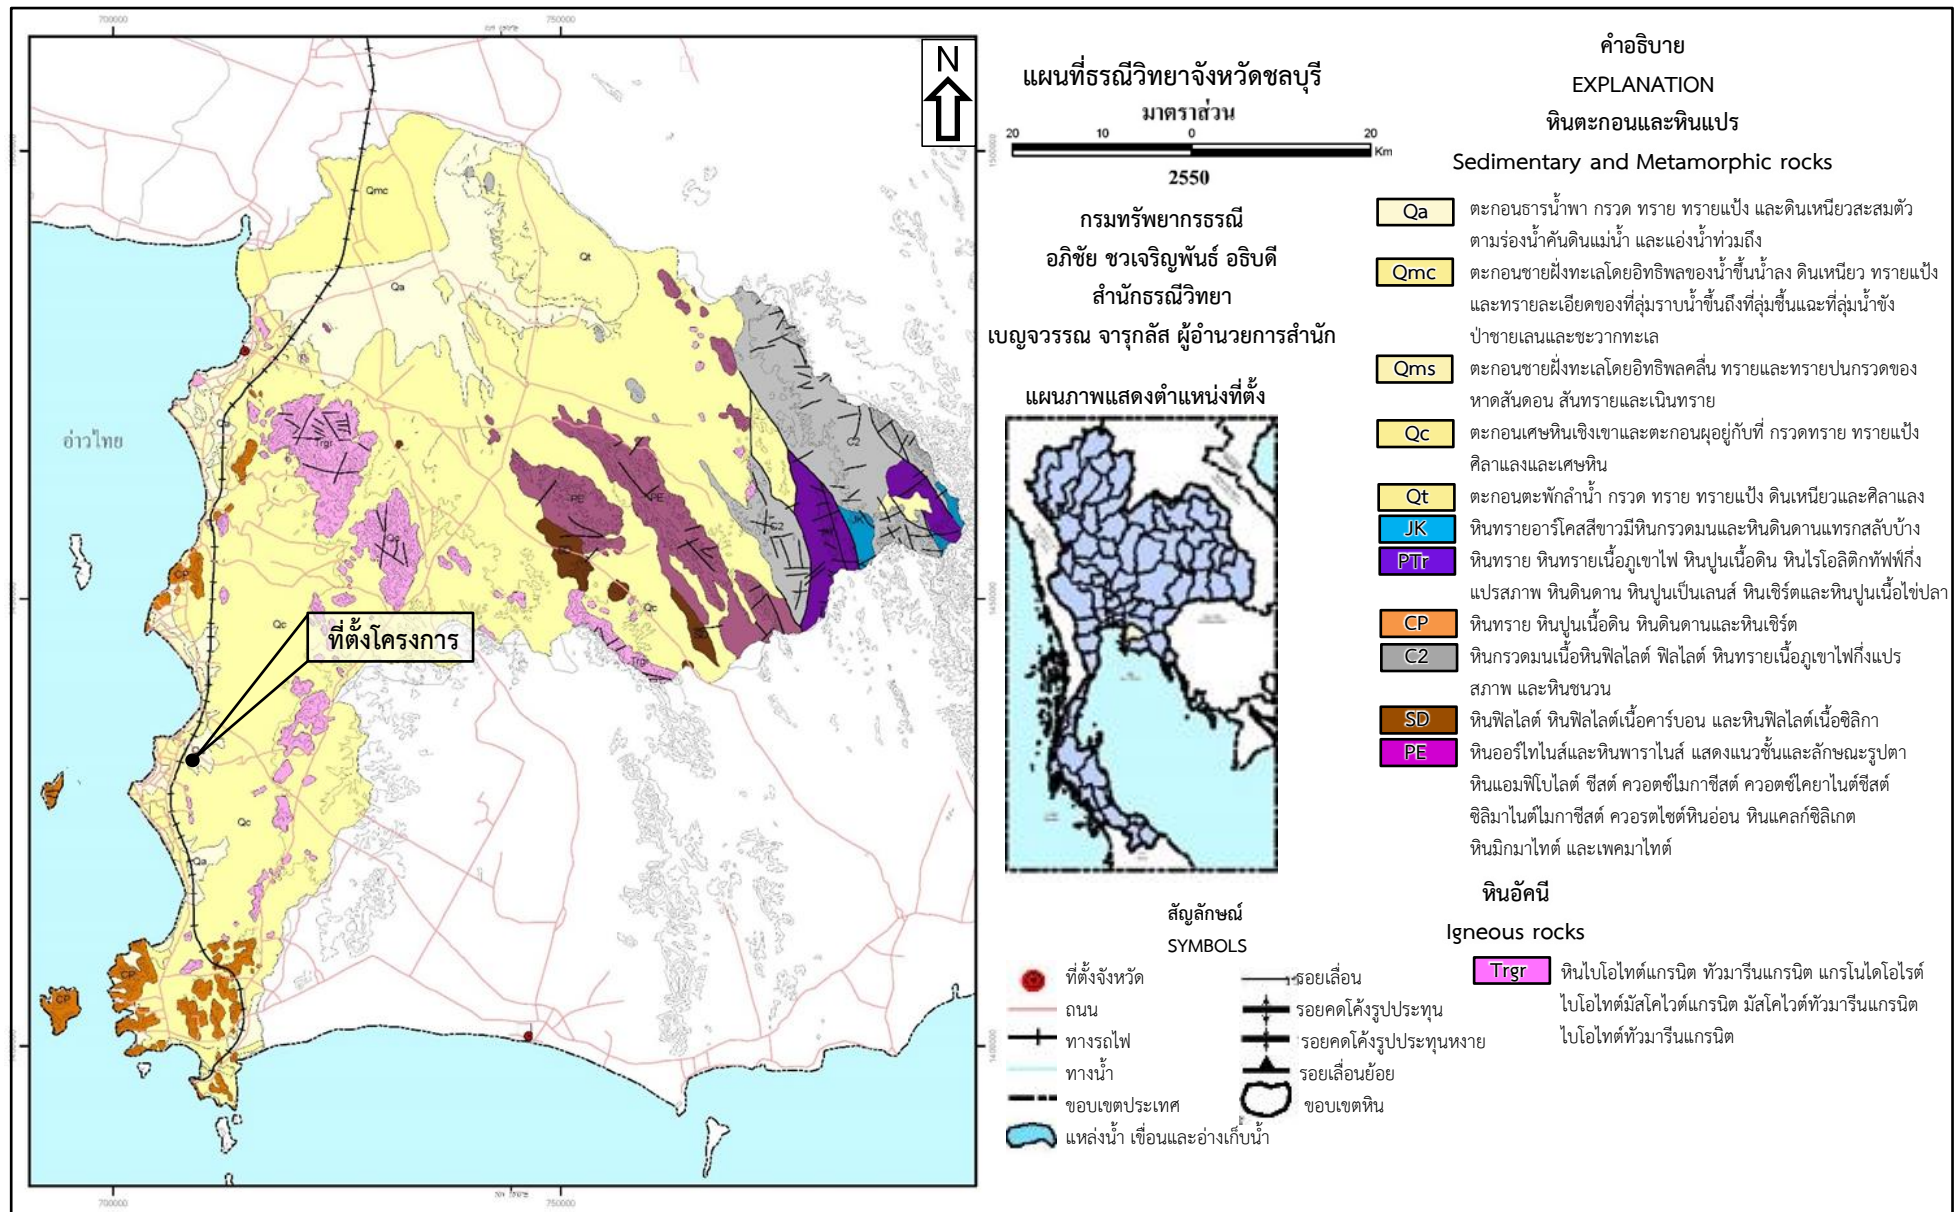 700000
750000
N
Qmc
Qt
Qa
อ่าวไทย
Trgr
Qc
CP
PE
PE
C2
C2
JK
Qc
Qc
Trgr
ที่ตั้งโครงการ
Qc
Qa
CP
CP
700000
750000
แผนที่ธรณีวิทยาจังหวัดชลบุรี
มาตราส่วน
20 10 0 20
Km
2550
กรมทรัพยากรธรณี
อภิชัย ชวเจริญพันธ์ อธิบดี
สำนักธรณีวิทยา
เบญจวรรณ จารุกลัส ผู้อำนวยการสำนัก
แผนภาพแสดงตำแหน่งที่ตั้ง
สัญลักษณ์
SYMBOLS
ที่ตั้งจังหวัด
ถนน
ทางรถไฟ
ทางน้ำ
ขอบเขตประเทศ
แหล่งน้ำ เขื่อนและอ่างเก็บน้ำ
รอยเลื่อน
รอยคดโค้งรูปประทุน
รอยคดโค้งรูปประทุนหงาย
รอยเลื่อนย้อย
ขอบเขตหิน
คำอธิบาย
EXPLANATION
หินตะกอนและหินแปร
Sedimentary and Metamorphic rocks
Qa ตะกอนธารน้ำพา กรวด ทราย ทรายแป้ง และดินเหนียวสะสมตัว
ตามร่องน้ำคันดินแม่น้ำ และแอ่งน้ำท่วมถึง
Qmc ตะกอนชายฝั่งทะเลโดยอิทธิพลของน้ำขึ้นน้ำลง ดินเหนียว ทรายแป้ง
และทรายละเอียดของที่ลุ่มราบน้ำขึ้นถึงที่ลุ่มชื้นแฉะที่ลุ่มน้ำขัง
ป่าชายเลนและชะวากทะเล
Qms ตะกอนชายฝั่งทะเลโดยอิทธิพลคลื่น ทรายและทรายปนกรวดของ
หาดสันดอน สันทรายและเนินทราย
Qc ตะกอนเศษหินเชิงเขาและตะกอนผุอยู่กับที่ กรวดทราย ทรายแป้ง
ศิลาแลงและเศษหิน
Qt ตะกอนตะพักลำน้ำ กรวด ทราย ทรายแป้ง ดินเหนียวและศิลาแลง
JK หินทรายอาร์โคสสีขาวมีหินกรวดมนและหินดินดานแทรกสลับบ้าง
PTr หินทราย หินทรายเนื้อภูเขาไฟ หินปูนเนื้อดิน หินไรโอลิติกทัฟฟ์กึ่ง
แปรสภาพ หินดินดาน หินปูนเป็นเลนส์ หินเชิร์ตและหินปูนเนื้อไข่ปลา
CP หินทราย หินปูนเนื้อดิน หินดินดานและหินเชิร์ต
C2 หินกรวดมนเนื้อหินฟิลไลต์ ฟิลไลต์ หินทรายเนื้อภูเขาไฟกึ่งแปร
สภาพ และหินชนวน
SD หินฟิลไลต์ หินฟิลไลต์เนื้อคาร์บอน และหินฟิลไลต์เนื้อซิลิกา
PE หินออร์โทไนส์และหินพาราไนส์ แสดงแนวชั้นและลักษณะรูปตา
หินแอมฟิโบไลต์ ชีสต์ ควอตซ์ไมกาชีสต์ ควอตซ์ไคยาไนต์ชีสต์
ซิลิมาไนต์ไมกาชีสต์ ควอรตไซต์หินอ่อน หินแคลก์ซิลิเกต
หินมิกมาไทต์ และเพคมาไทต์
หินอัคนี
Igneous rocks
Trgr หินไบโอไทต์แกรนิต ทัวมารีนแกรนิต แกรโนไดโอไรต์
ไบโอไทต์มัสโคไวต์แกรนิต มัสโคไวต์ทัวมารีนแกรนิต
ไบโอไทต์ทัวมารีนแกรนิต